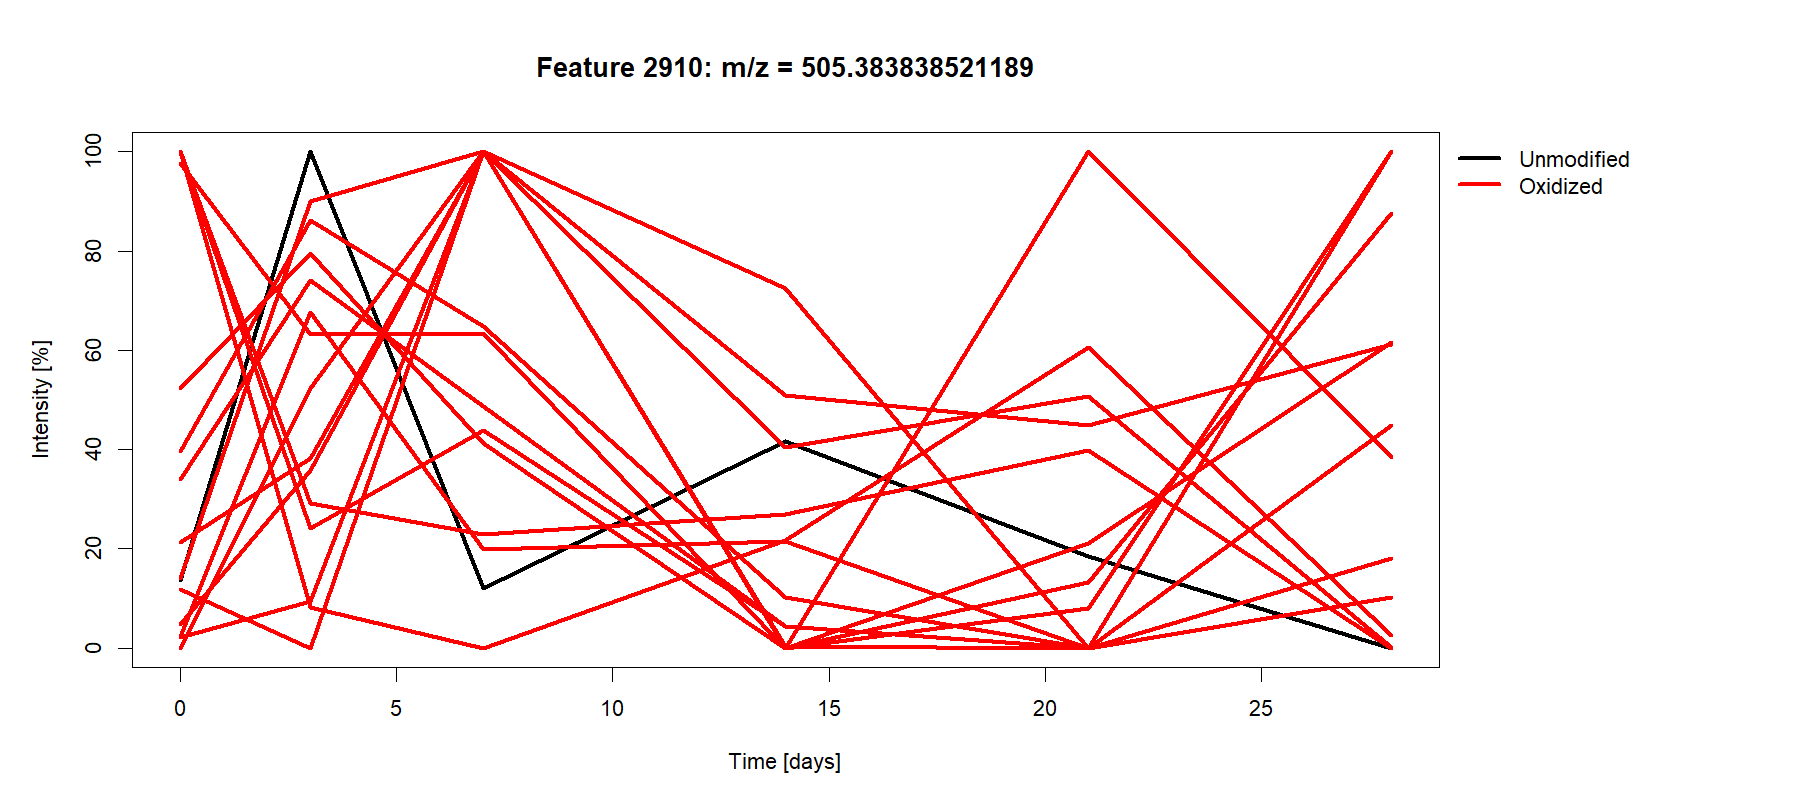 Feature 2910: m/z = 505.383838521189
Unmodified
Oxidized
100
80
60
40
20
0
Intensity [%]
0 5 10 15 20 25
Time [days]